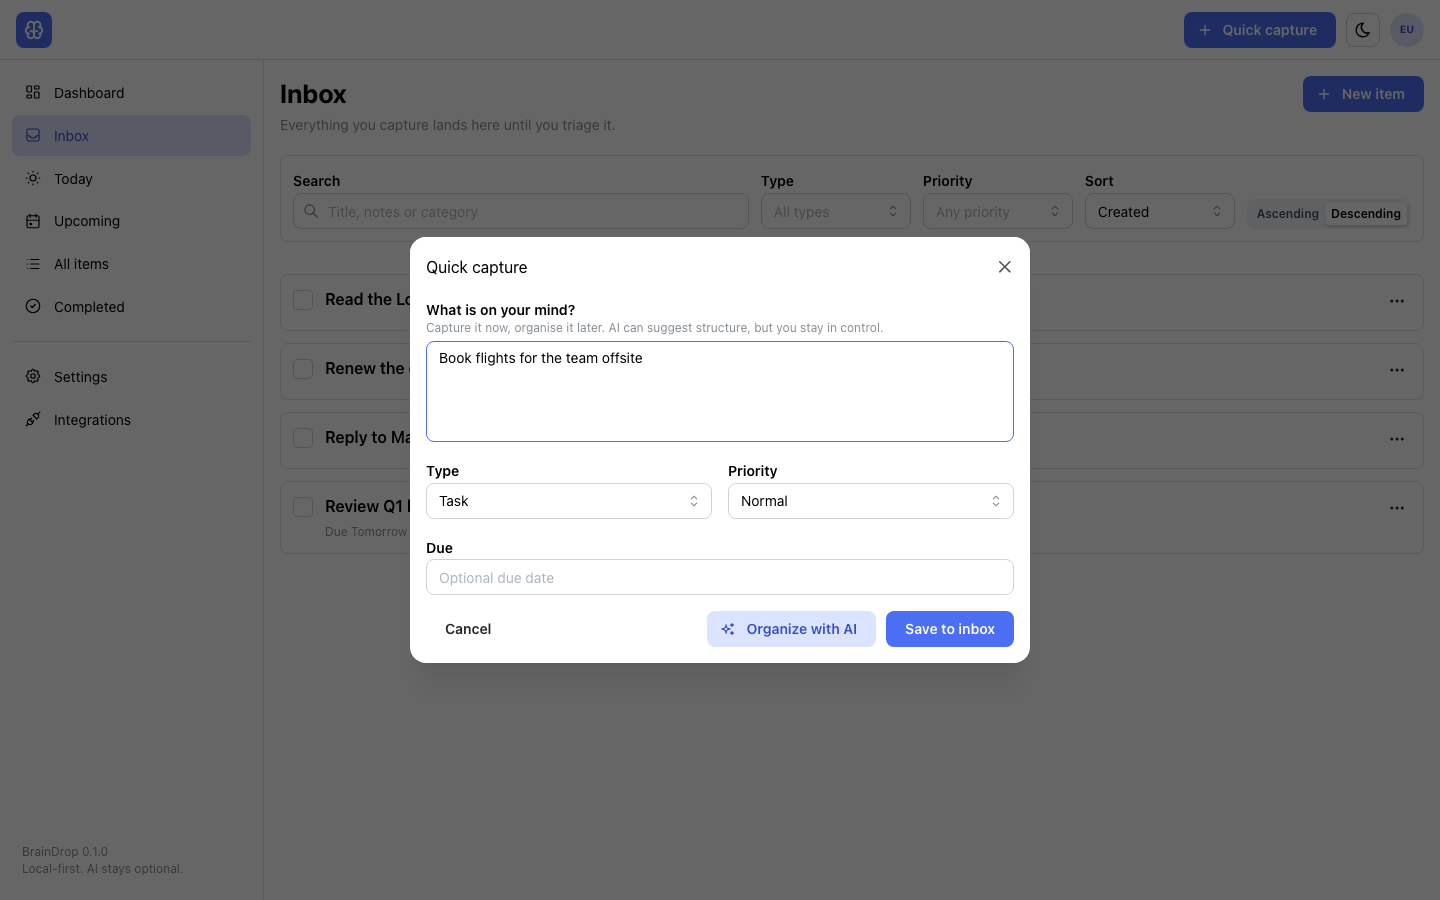 Quick capture
EU
Dashboard
Inbox
Today
Upcoming
All items
Completed
Settings
Integrations
BrainDrop 0.1.0
Local-first. AI stays optional.
Inbox
New item
Everything you capture lands here until you triage it.
Search
Type
Priority
Sort
Title, notes or category
All types
Any priority
Created
Ascending
Descending
Read the
Renew the
Reply to
Review Q1
Due Tomorrow
Quick capture
What is on your mind?
Capture it now, organise it later. AI can suggest structure, but you stay in control.
Book flights for the team offsite
Type
Priority
Task
Normal
Due
Optional due date
Cancel
Organize with AI
Save to inbox